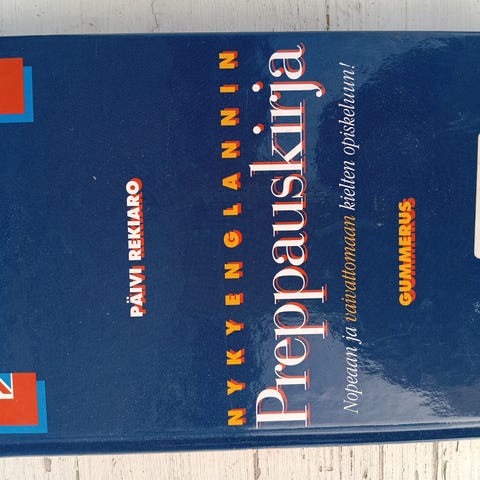 PÄIVI REKIARO
NYKYENGLANNIN
Preppauskirja
Nopeaan ja vaivattomaan kielten opiskeluun!
GUMMERUS